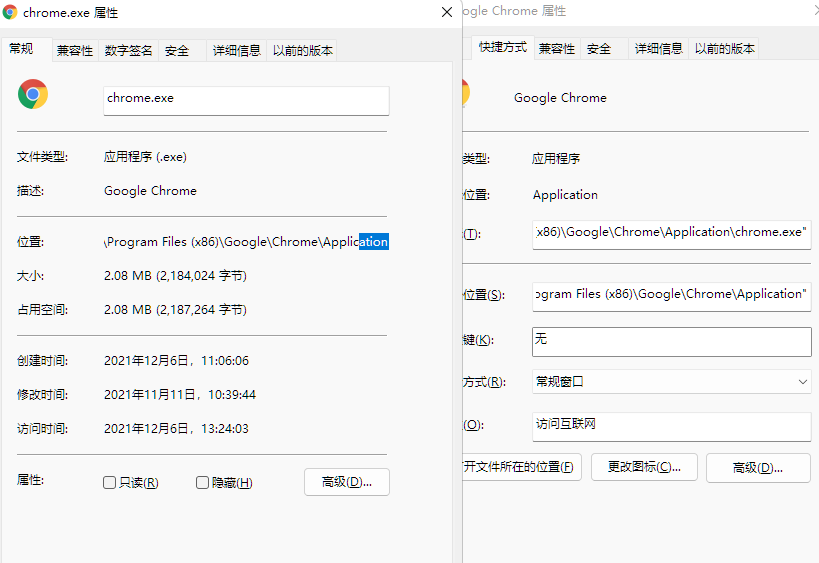 chrome.exe 属性
常规
兼容性
数字签名
安全
详细信息
以前的版本
chrome.exe
文件类型:
应用程序 (.exe)
描述:
Google Chrome
位置:
\Program Files (x86)\Google\Chrome\Application
大小:
2.08 MB (2,184,024 字节)
占用空间:
2.08 MB (2,187,264 字节)
创建时间:
2021年12月6日，11:06:06
修改时间:
2021年11月11日，10:39:44
访问时间:
2021年12月6日，13:24:03
属性:
只读(R)
隐藏(H)
高级(D)...
ogle Chrome 属性
快捷方式
兼容性
安全
详细信息
以前的版本
Google Chrome
类型:
应用程序
位置:
Application
(T):
x86)\Google\Chrome\Application\chrome.exe"
位置(S):
ogram Files (x86)\Google\Chrome\Application"
键(K):
无
方式(R):
常规窗口
(O):
访问互联网
开文件所在的位置(F)
更改图标(C)...
高级(D)...